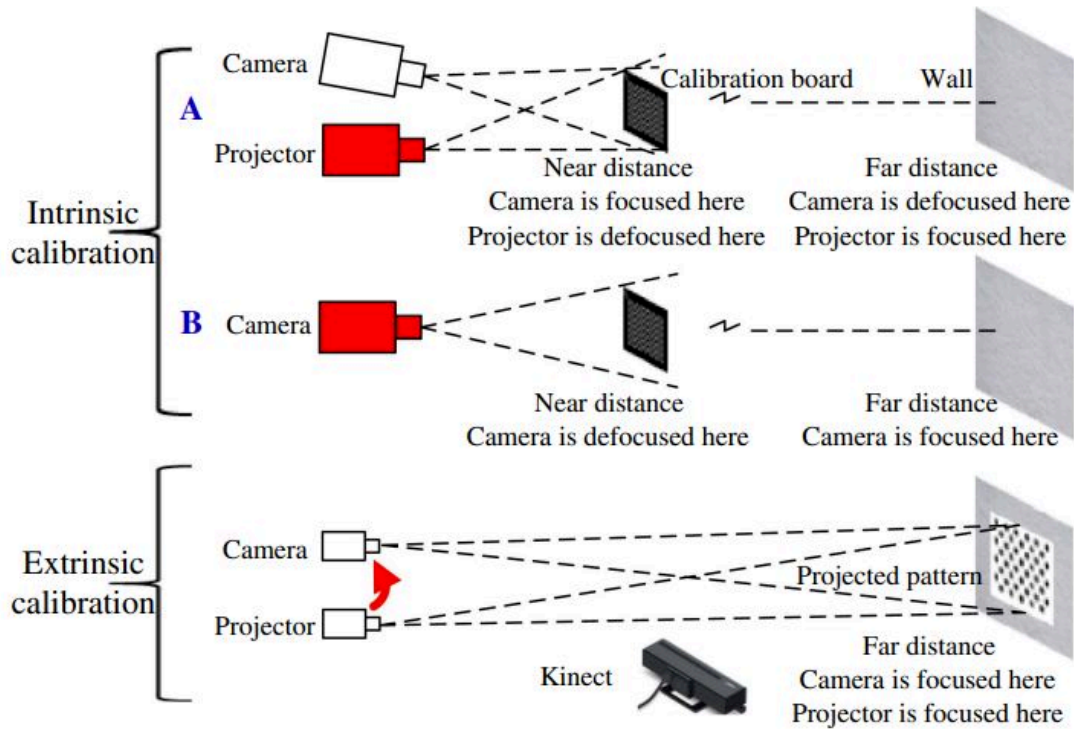 Camera
A
Projector
Calibration board
Wall
Near distance
Camera is focused here
Projector is defocused here
Far distance
Camera is defocused here
Projector is focused here
Intrinsic
calibration
B
Camera
Near distance
Camera is defocused here
Far distance
Camera is focused here
Extrinsic
calibration
Camera
Projector
Projected pattern
Kinect
Far distance
Camera is focused here
Projector is focused here